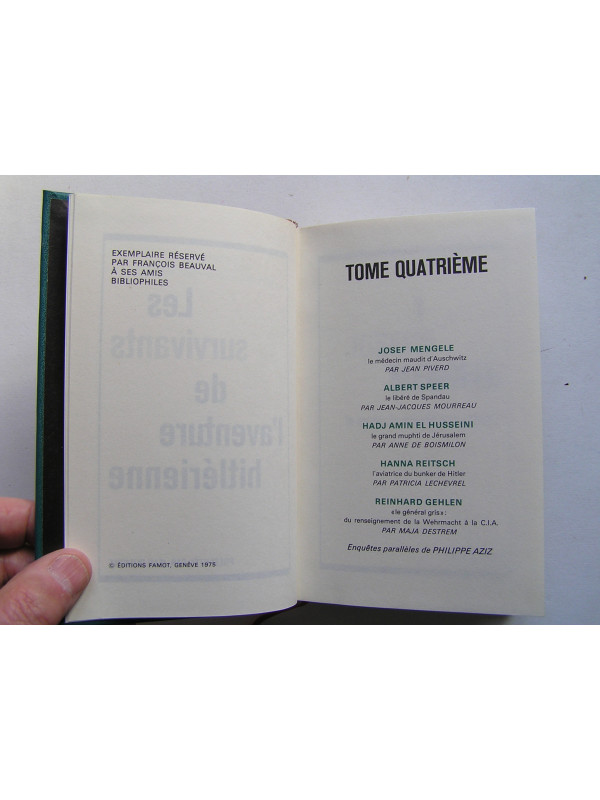 EXEMPLAIRE RÉSERVÉ
PAR FRANÇOIS BEAUVAL
À SES AMIS
BIBLIOPHILES
Les
survivants
de
l'aventure
hitlérienne
© ÉDITIONS FAMOT, GENÈVE 1975
TOME QUATRIÈME
JOSEF MENGELE
le médecin maudit d'Auschwitz
PAR JEAN PIVERD
ALBERT SPEER
le libéré de Spandau
PAR JEAN-JACQUES MOURREAU
HADJ AMIN EL HUSSEINI
le grand muphti de Jérusalem
PAR ANNE DE BOISMILON
HANNA REITSCH
l'aviatrice du bunker de Hitler
PAR PATRICIA LECHEVREL
REINHARD GEHLEN
«le général gris»:
du renseignement de la Wehrmacht à la C.I.A.
PAR MAJA DESTREM
Enquêtes parallèles de PHILIPPE AZIZ